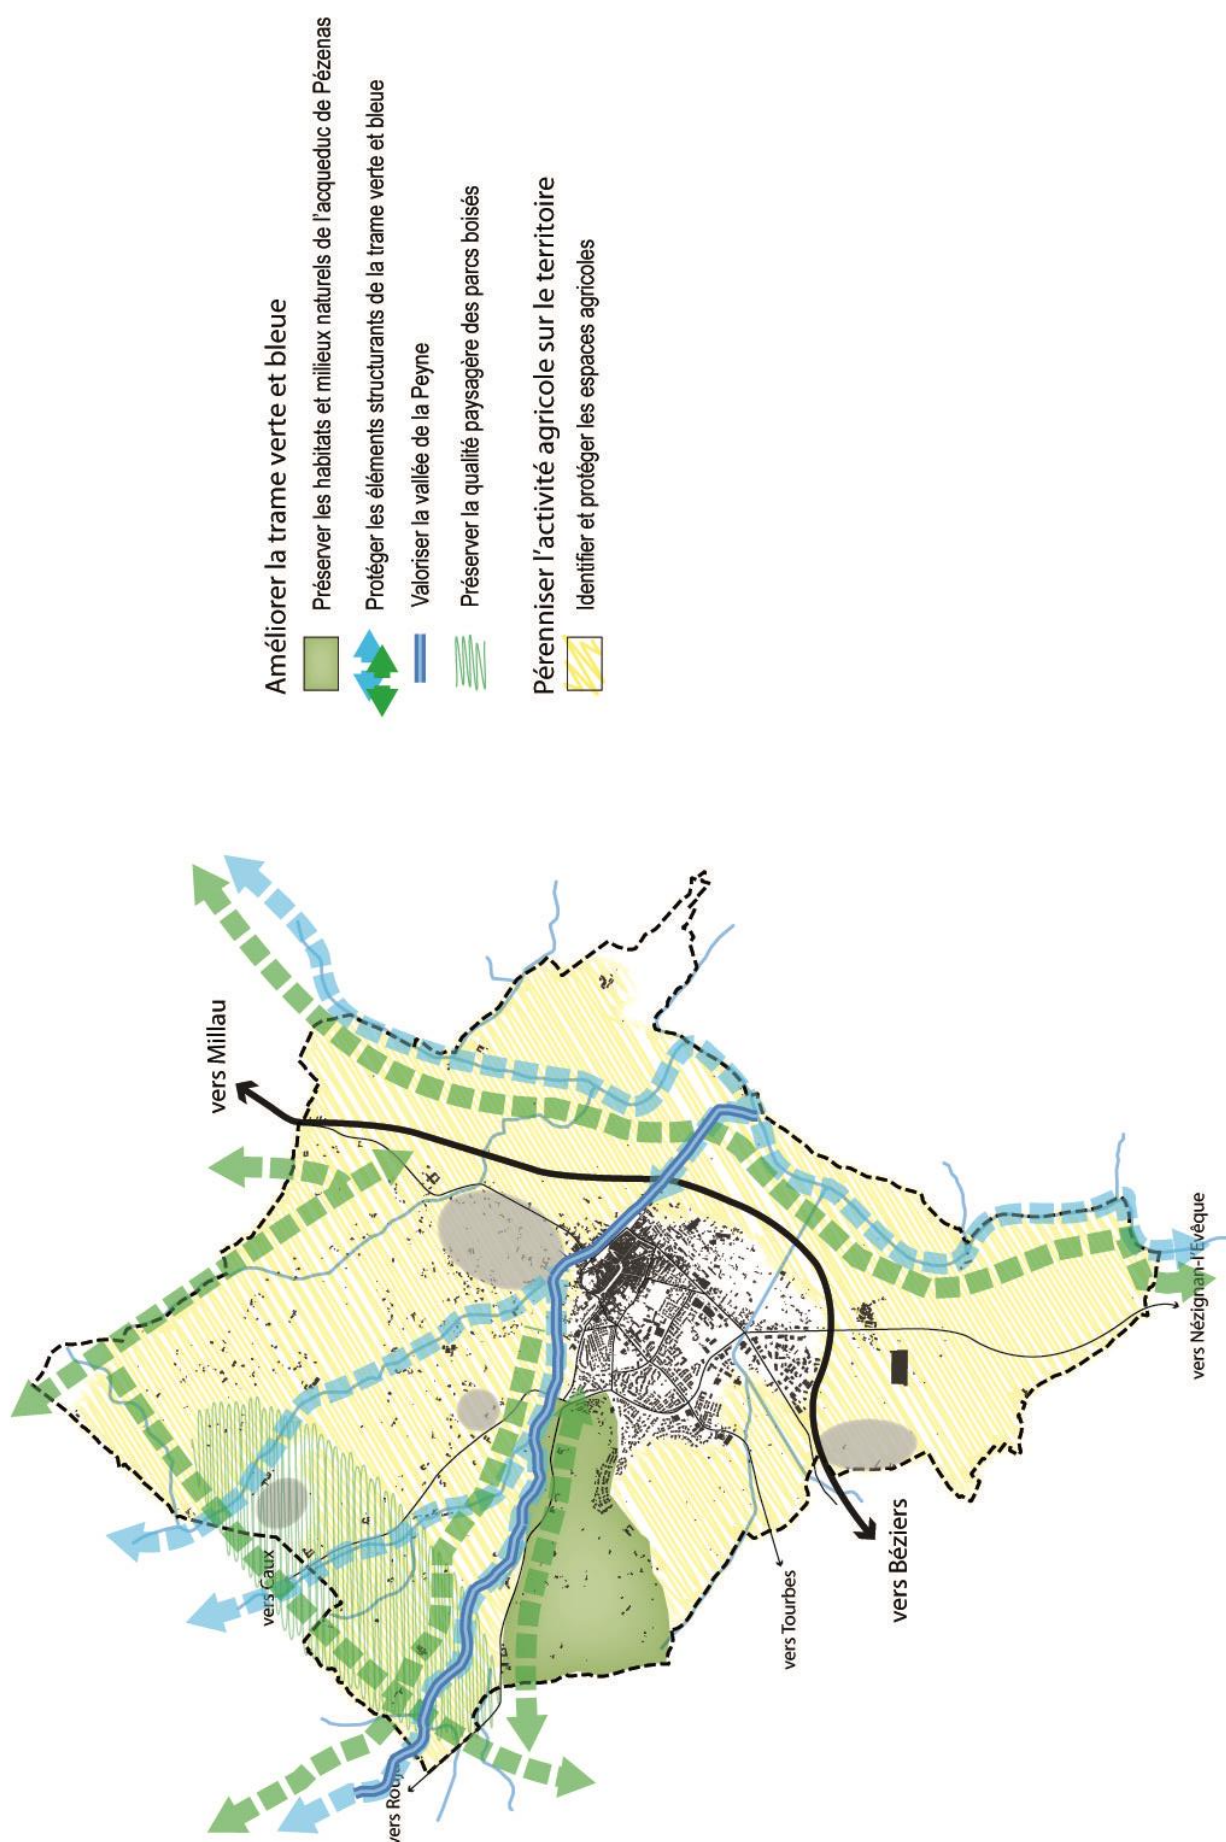 Améliorer la trame verte et bleue
Préserver les habitats et milieux naturels de l'acqueduc de Pézenas
Protéger les éléments structurants de la trame verte et bleue
Valoriser la vallée de la Peyne
Préserver la qualité paysagère des parcs boisés
Pérenniser l'activité agricole sur le territoire
Identifier et protéger les espaces agricoles
vers Millau
vers Caux
vers
vers Béziers
vers Tourbes
vers Nézignan-l'Evêque